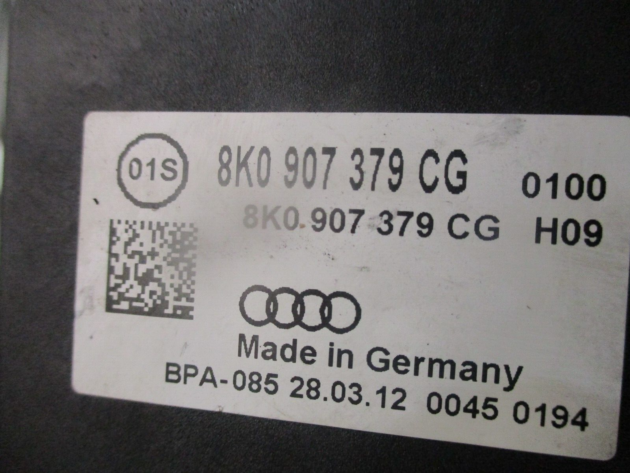 01S
8K0 907 379 CG 0100
8K0 907 379 CG H09
Made in Germany
BPA-085 28.03.12 0045 0194